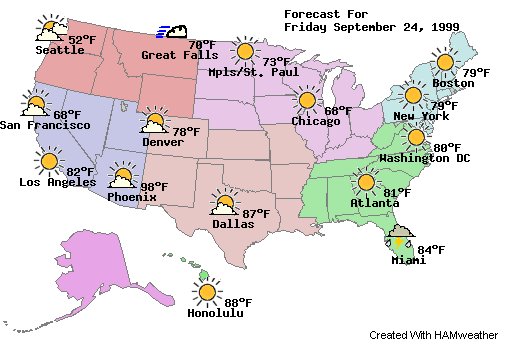 Forecast For
Friday September 24, 1999
52°F
Seattle
70°F
Great Falls
73°F
Mpls/St. Paul
79°F
Boston
79°F
New York
68°F
San Francisco
68°F
Chicago
78°F
Denver
80°F
Washington DC
82°F
Los Angeles
98°F
Phoenix
81°F
Atlanta
87°F
Dallas
84°F
Miami
88°F
Honolulu
Created With HAMweather